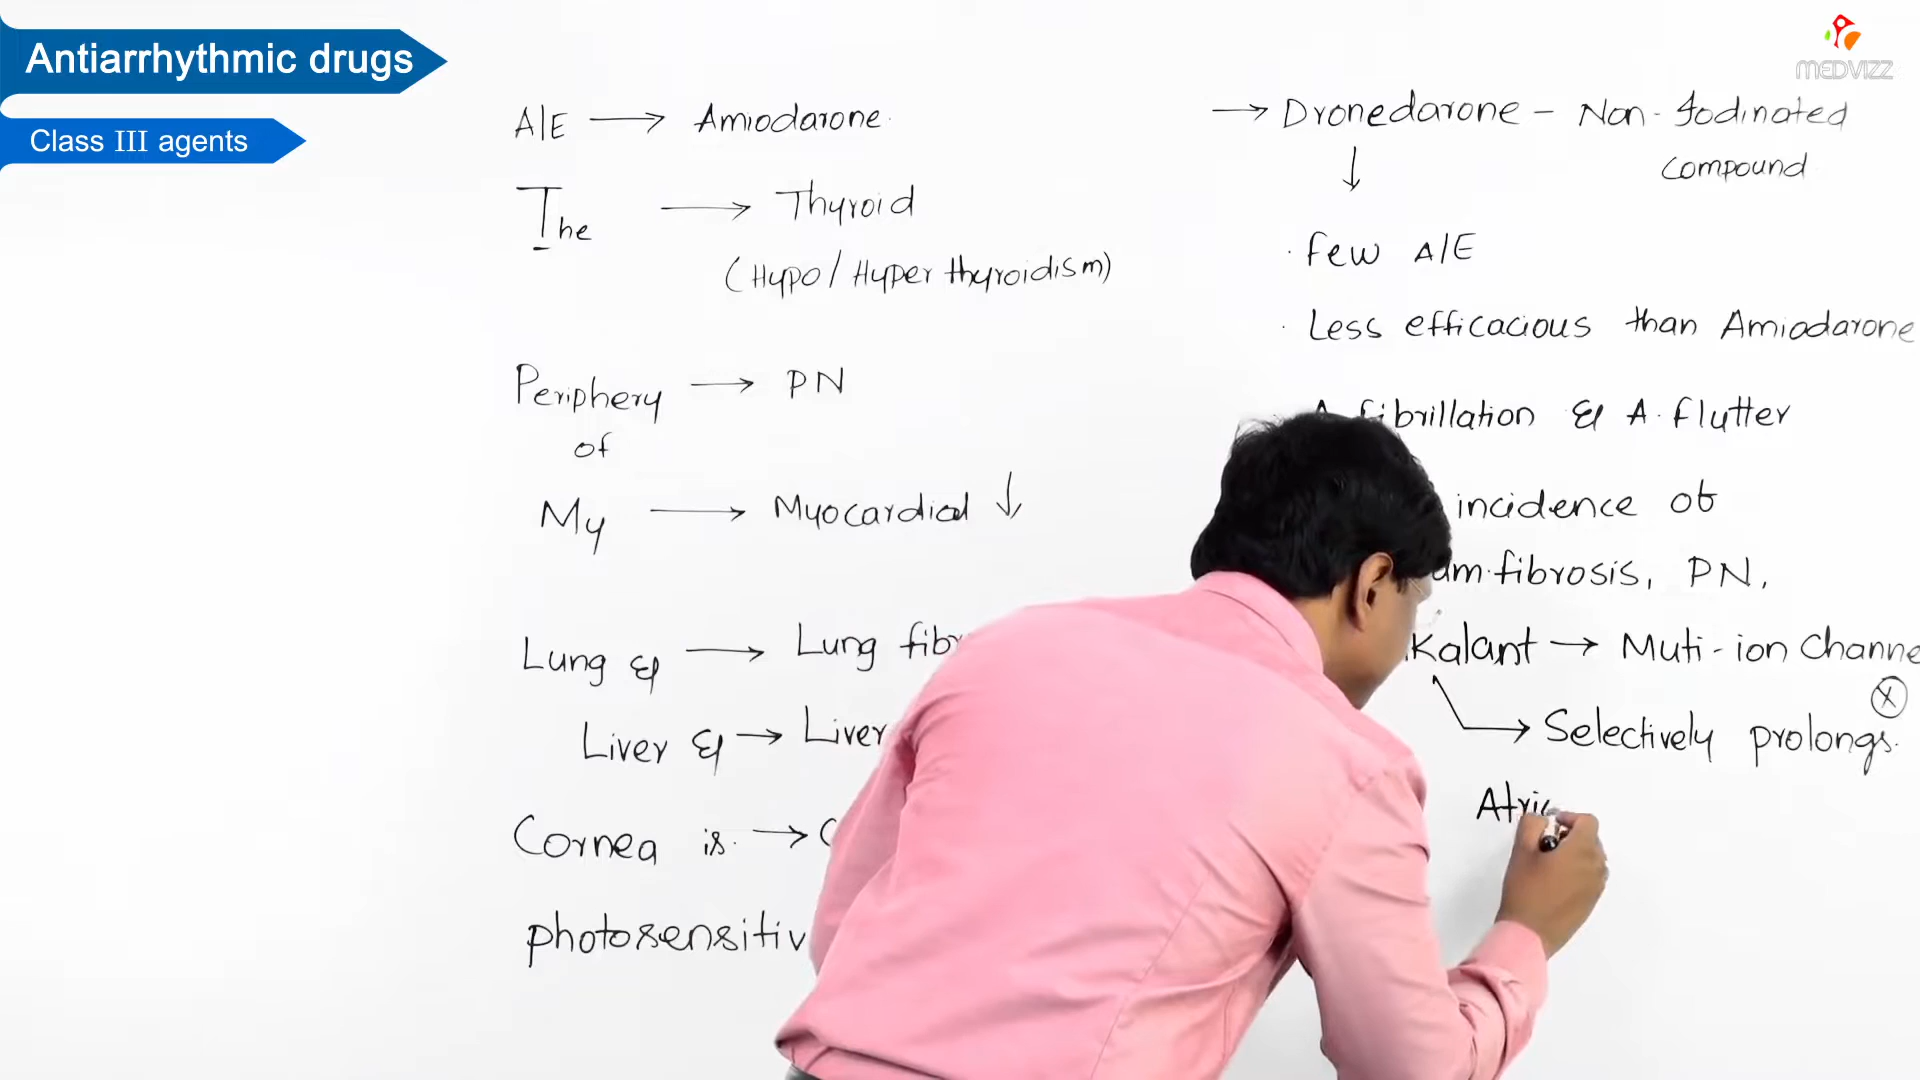 Antiarrhythmic drugs
Class III agents
MEDVIZZ
A/E → Amiodarone
The → Thyroid
(Hypo/Hyper thyroidism)
Periphery → PN
of
My → Myocardial ↓
Lung & → Lung
Liver & → Liver
Cornea is →
photosensitiv
→ Dronedarone - Non-Iodinated
compound
↓
· few A/E
· Less efficacious than Amiodarone
fibrillation & A. flutter
incidence of
fibrosis, PN,
Kalant → Muti-ion Channe
→ Selectively prolongs